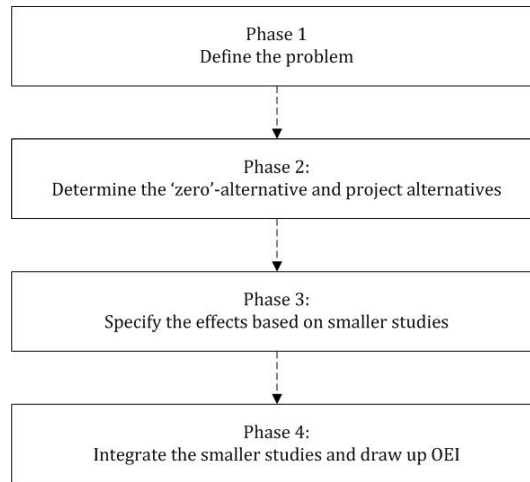 Phase 1
Define the problem
Phase 2:
Determine the ‘zero’-alternative and project alternatives
Phase 3:
Specify the effects based on smaller studies
Phase 4:
Integrate the smaller studies and draw up OEI